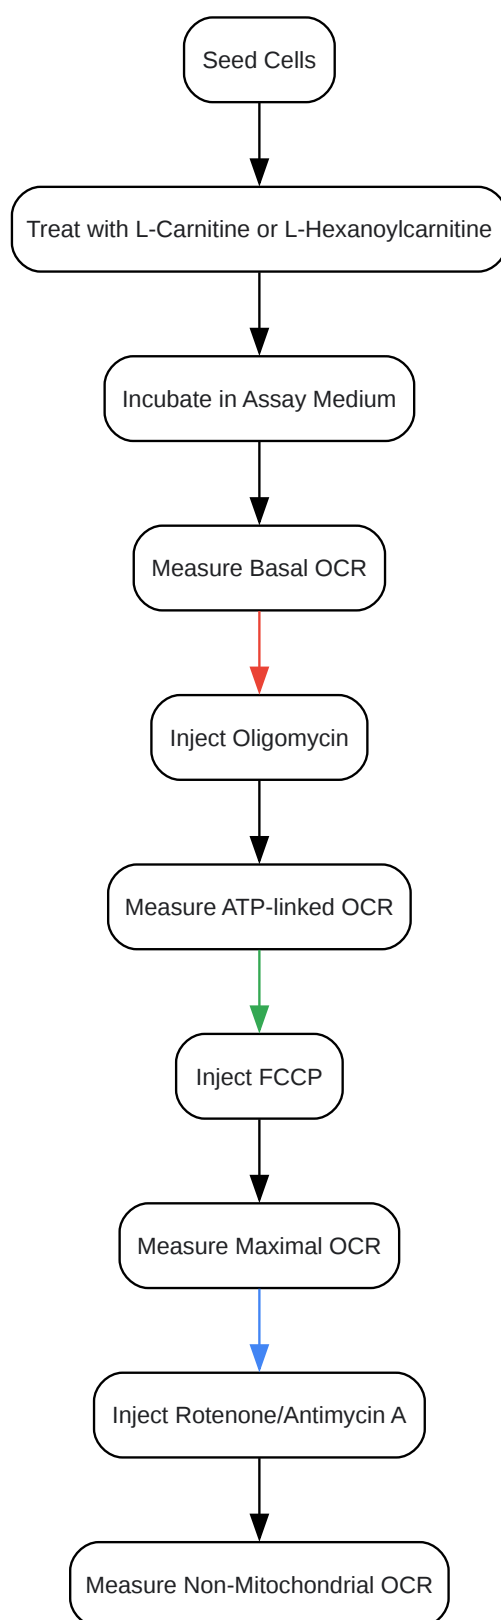 Seed Cells
Treat with L-Carnitine or L-Hexanoylcarnitine
Incubate in Assay Medium
Measure Basal OCR
Inject Oligomycin
Measure ATP-linked OCR
Inject FCCP
Measure Maximal OCR
Inject Rotenone/Antimycin A
Measure Non-Mitochondrial OCR